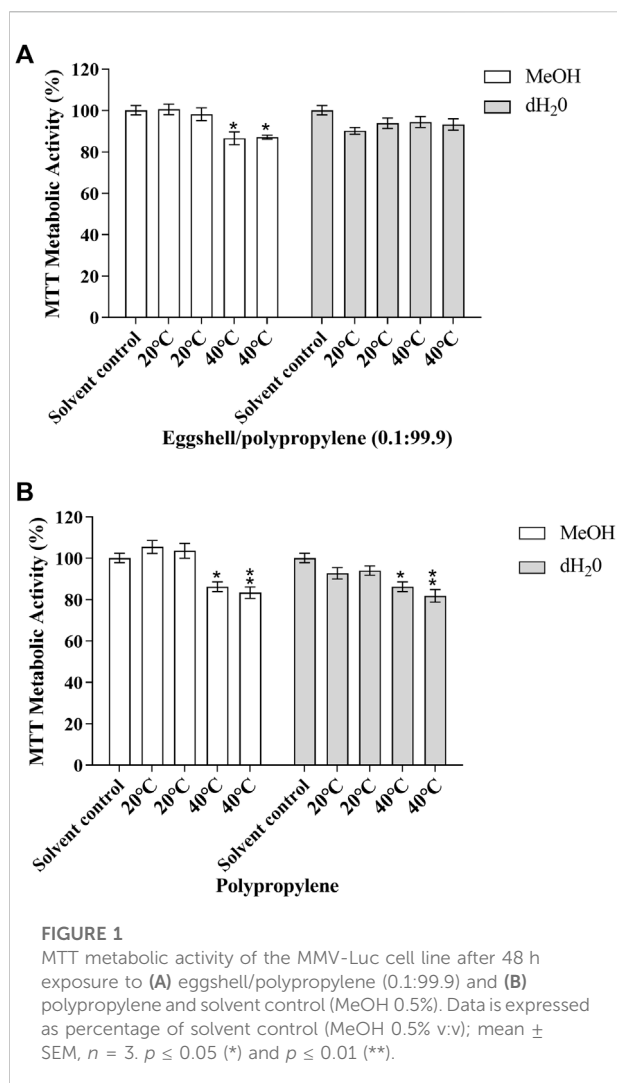 A
MTT Metabolic Activity (%)
120
100
80
60
40
20
0
* *
MeOH
dH20
Solvent control 20°C 20°C 40°C 40°C Solvent control 20°C 20°C 40°C 40°C
Eggshell/polypropylene (0.1:99.9)
B
MTT Metabolic Activity (%)
120
100
80
60
40
20
0
* ** * **
MeOH
dH20
Solvent control 20°C 20°C 40°C 40°C Solvent control 20°C 20°C 40°C 40°C
Polypropylene
FIGURE 1
MTT metabolic activity of the MMV-Luc cell line after 48 h
exposure to (A) eggshell/polypropylene (0.1:99.9) and (B)
polypropylene and solvent control (MeOH 0.5%). Data is expressed
as percentage of solvent control (MeOH 0.5% v:v); mean ±
SEM, n = 3. p ≤ 0.05 (*) and p ≤ 0.01 (**).